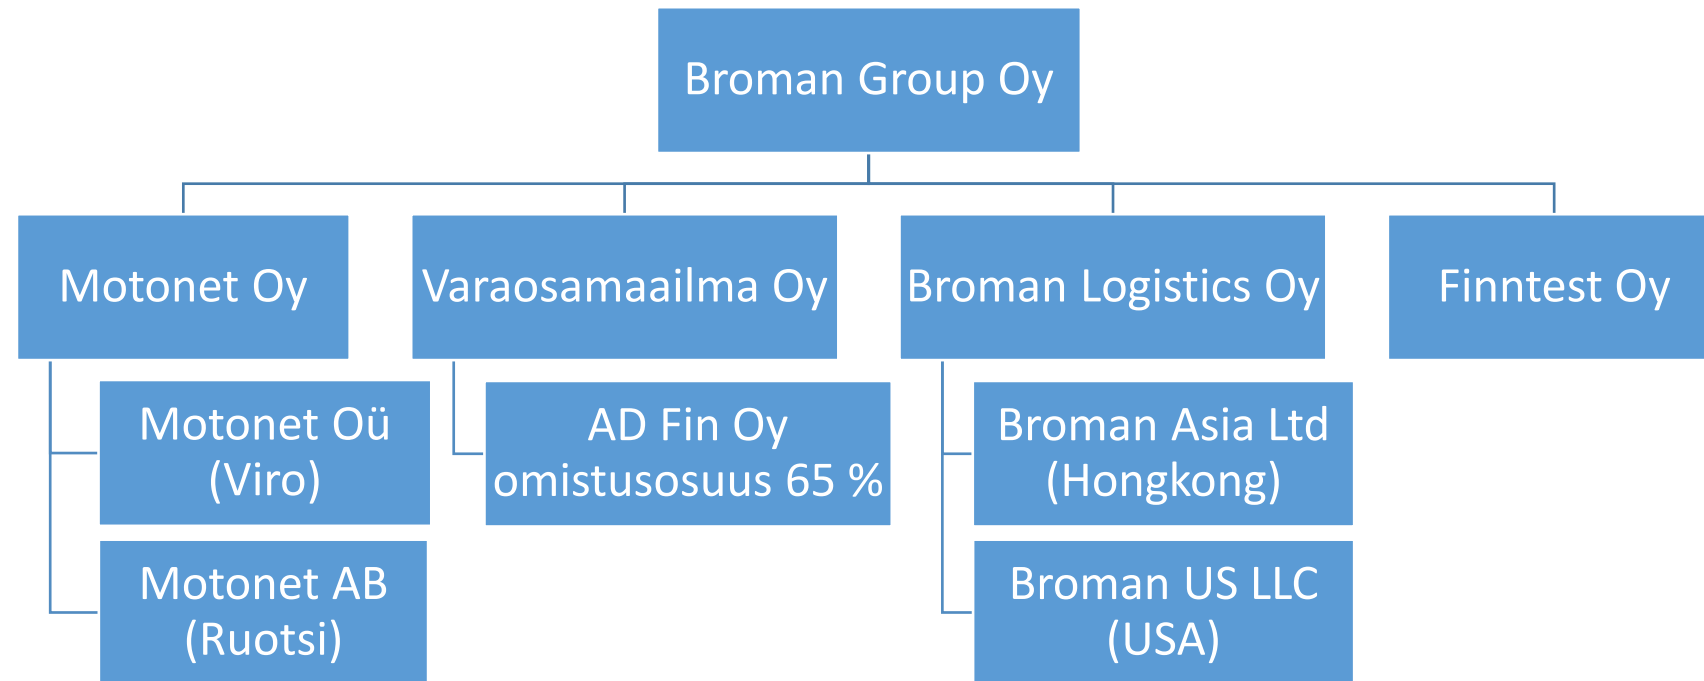 Broman Group Oy
Motonet Oy
Varaosamaailma Oy
Broman Logistics Oy
Finntest Oy
Motonet Oü
(Viro)
AD Fin Oy
omistusosuus 65 %
Broman Asia Ltd
(Hongkong)
Motonet AB
(Ruotsi)
Broman US LLC
(USA)